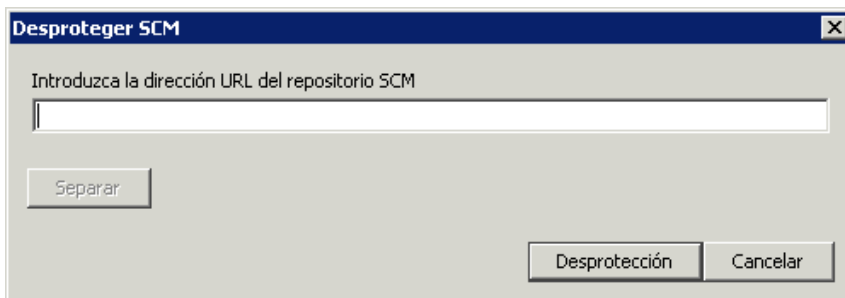 Desproteger SCM
Introduzca la dirección URL del repositorio SCM
Separar
Desprotección
Cancelar